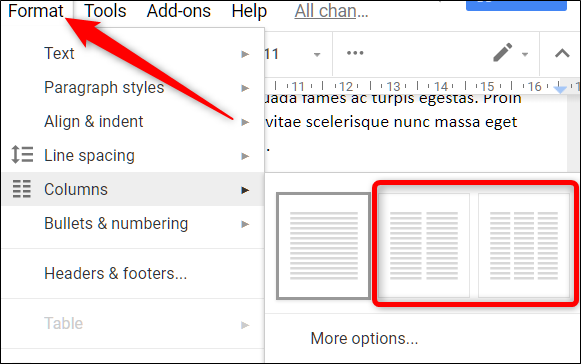 Format Tools Add-ons Help All chan...
11
Text
Paragraph styles
Align & indent
Line spacing
Columns
Bullets & numbering
Headers & footers...
Table
11 12 13 14 15 16
fames ac turpis egestas. Proin
vitae scelerisque nunc massa eget
More options...